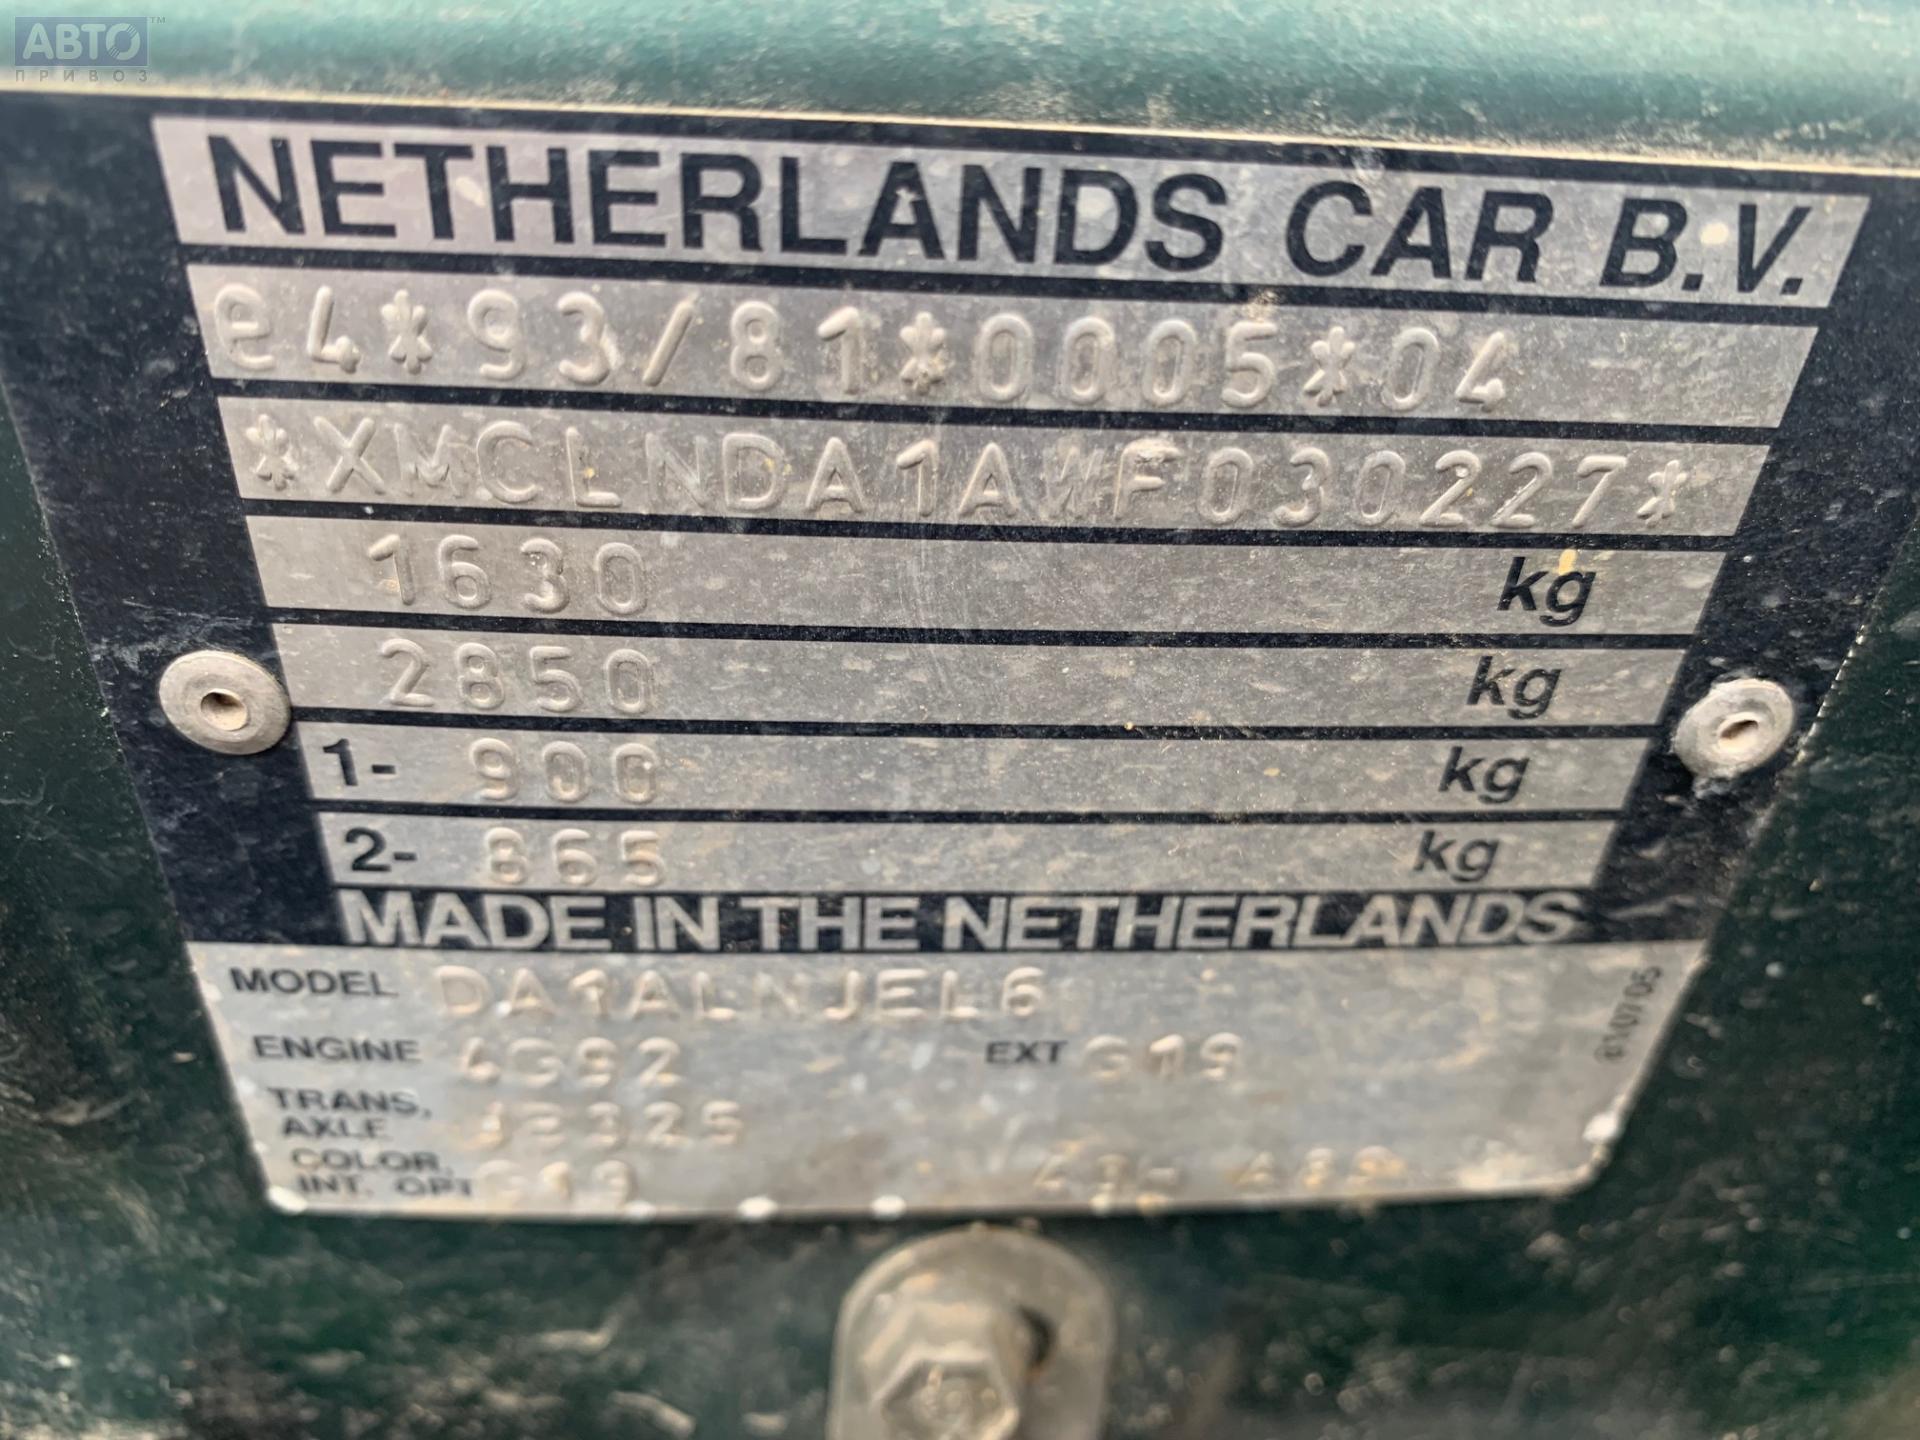 АВТО™
ПРИВОЗ
NETHERLANDS CAR B.V.
e4*93/81*0005*04
*XMCLNDA1AWF030227*
1630 kg
2850 kg
1- 900 kg
2- 865 kg
MADE IN THE NETHERLANDS
MODEL DA1ALNJEL6
ENGINE 4G92 EXT G19
TRANS,
AXLE
COLOR,
INT. OPT